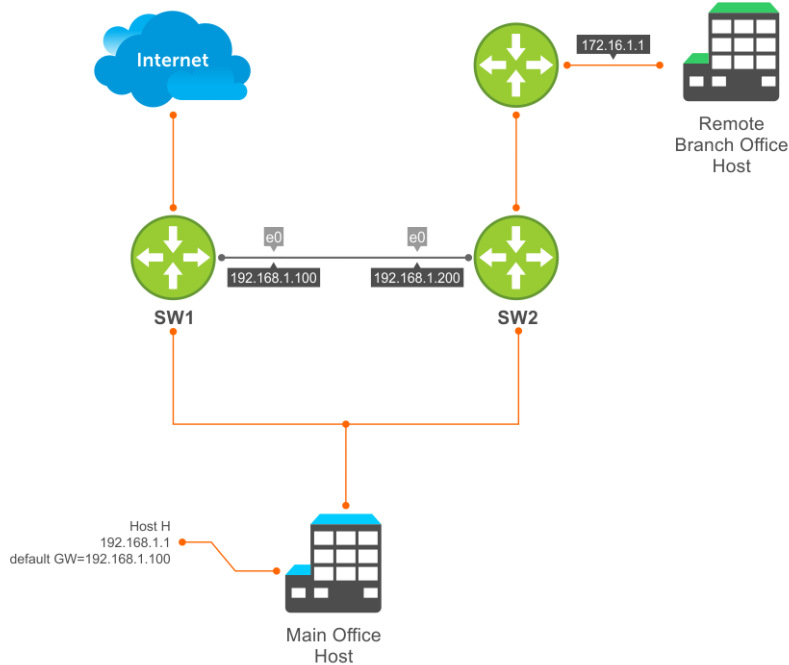 Internet
172.16.1.1
Remote
Branch Office
Host
e0
e0
192.168.1.100
192.168.1.200
SW1
SW2
Host H
192.168.1.1
default GW=192.168.1.100
Main Office
Host